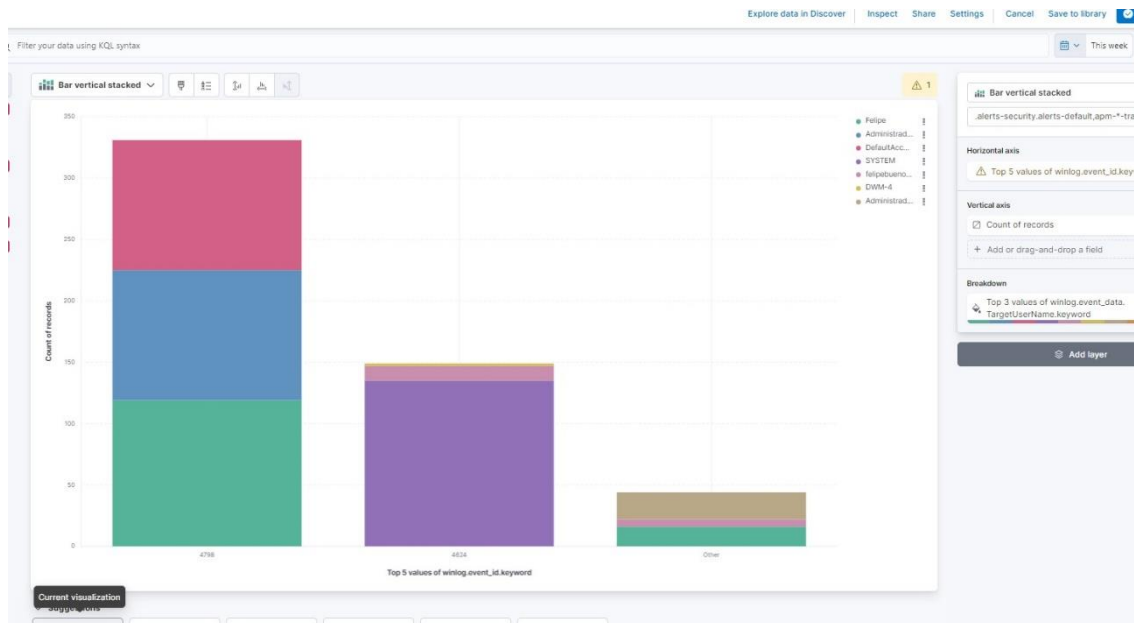 Explore data in Discover
Inspect
Share
Settings
Cancel
Save to library
Filter your data using KQL syntax
This week
Bar vertical stacked
1
350
300
250
200
150
100
50
0
Count of records
4798
4624
Other
Top 5 values of winlog.event_id.keyword
Felipe
Administrad...
DefaultAcc...
SYSTEM
felipebueno...
DWM-4
Administrad...
Bar vertical stacked
.alerts-security.alerts-default,apm-*-tra
Horizontal axis
Top 5 values of winlog.event_id.key
Vertical axis
Count of records
+ Add or drag-and-drop a field
Breakdown
Top 3 values of winlog.event_data.
TargetUserName.keyword
Add layer
Current visualization
Suggestions